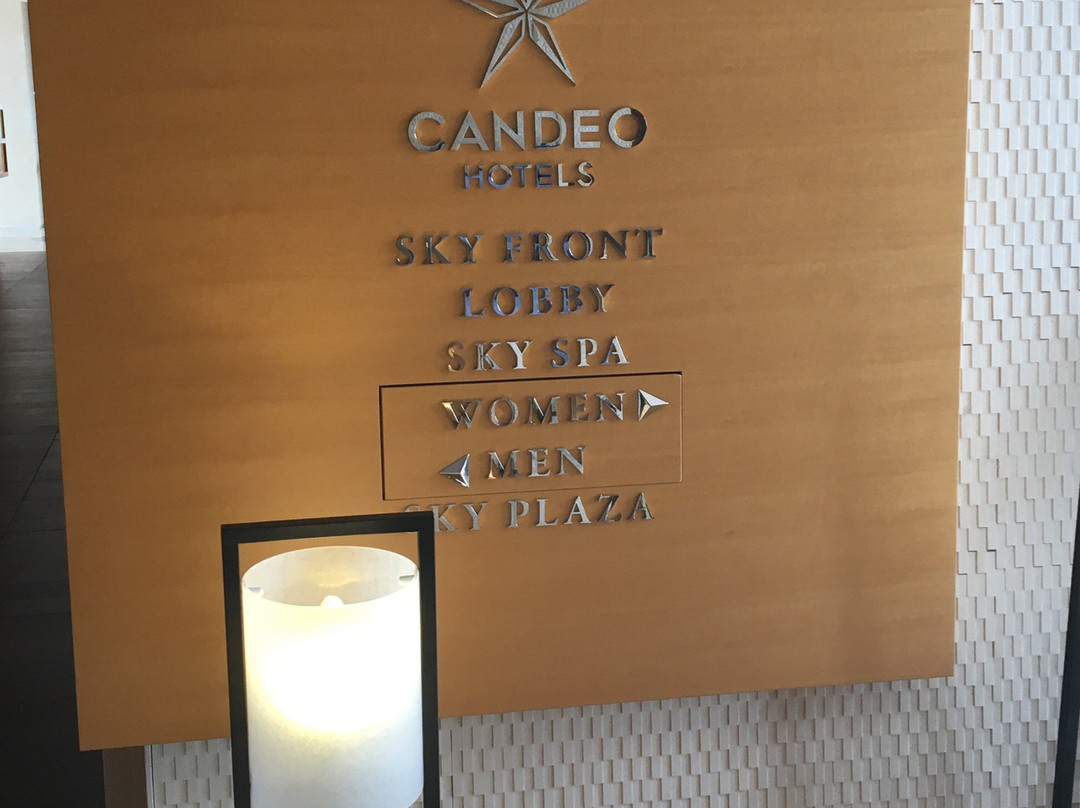 CANDEO
HOTELS
SKY FRONT
LOBBY
SKY SPA
WOMEN
MEN
SKY PLAZA